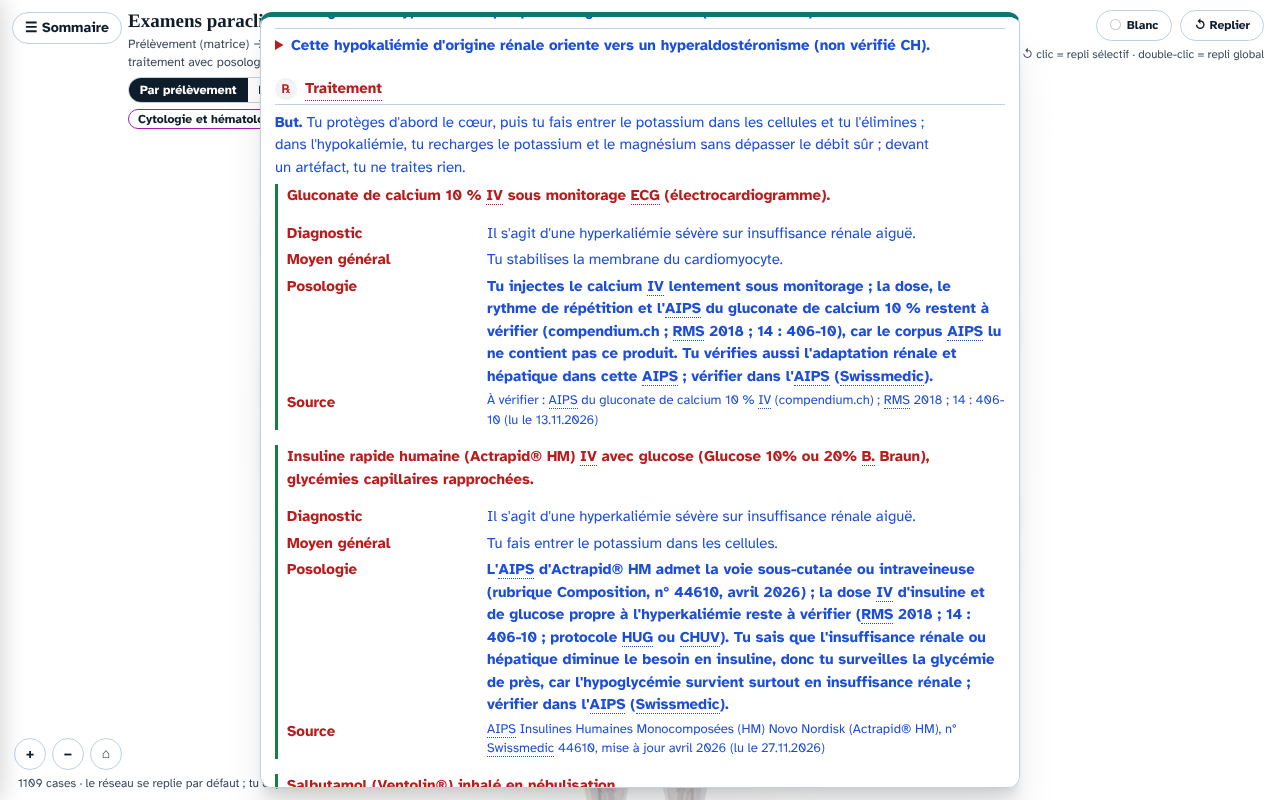 ☰ Sommaire
Examens paracli
Prélèvement (matrice) →
traitement avec posolog
Par prélèvement
Cytologie et hématolo
Blanc
↺ Replier
↺ clic = repli sélectif · double-clic = repli global
▶ Cette hypokaliémie d'origine rénale oriente vers un hyperaldostéronisme (non vérifié CH).
℞ Traitement
But. Tu protèges d'abord le cœur, puis tu fais entrer le potassium dans les cellules et tu l'élimines ;
dans l'hypokaliémie, tu recharges le potassium et le magnésium sans dépasser le débit sûr ; devant
un artéfact, tu ne traites rien.
Gluconate de calcium 10 % IV sous monitorage ECG (électrocardiogramme).
Diagnostic
Il s'agit d'une hyperkaliémie sévère sur insuffisance rénale aiguë.
Moyen général
Tu stabilises la membrane du cardiomyocyte.
Posologie
Tu injectes le calcium IV lentement sous monitorage ; la dose, le
rythme de répétition et l'AIPS du gluconate de calcium 10 % restent à
vérifier (compendium.ch ; RMS 2018 ; 14 : 406-10), car le corpus AIPS lu
ne contient pas ce produit. Tu vérifies aussi l'adaptation rénale et
hépatique dans cette AIPS ; vérifier dans l'AIPS (Swissmedic).
Source
À vérifier : AIPS du gluconate de calcium 10 % IV (compendium.ch) ; RMS 2018 ; 14 : 406-
10 (lu le 13.11.2026)
Insuline rapide humaine (Actrapid® HM) IV avec glucose (Glucose 10% ou 20% B. Braun),
glycémies capillaires rapprochées.
Diagnostic
Il s'agit d'une hyperkaliémie sévère sur insuffisance rénale aiguë.
Moyen général
Tu fais entrer le potassium dans les cellules.
Posologie
L'AIPS d'Actrapid® HM admet la voie sous-cutanée ou intraveineuse
(rubrique Composition, n° 44610, avril 2026) ; la dose IV d'insuline et
de glucose propre à l'hyperkaliémie reste à vérifier (RMS 2018 ; 14 :
406-10 ; protocole HUG ou CHUV). Tu sais que l'insuffisance rénale ou
hépatique diminue le besoin en insuline, donc tu surveilles la glycémie
de près, car l'hypoglycémie survient surtout en insuffisance rénale ;
vérifier dans l'AIPS (Swissmedic).
Source
AIPS Insulines Humaines Monocomposées (HM) Novo Nordisk (Actrapid® HM), n°
Swissmedic 44610, mise à jour avril 2026 (lu le 27.11.2026)
Salbutamol (Ventolin®) inhalé en nébulisation
+ − ⌂
1109 cases · le réseau se replie par défaut ; tu